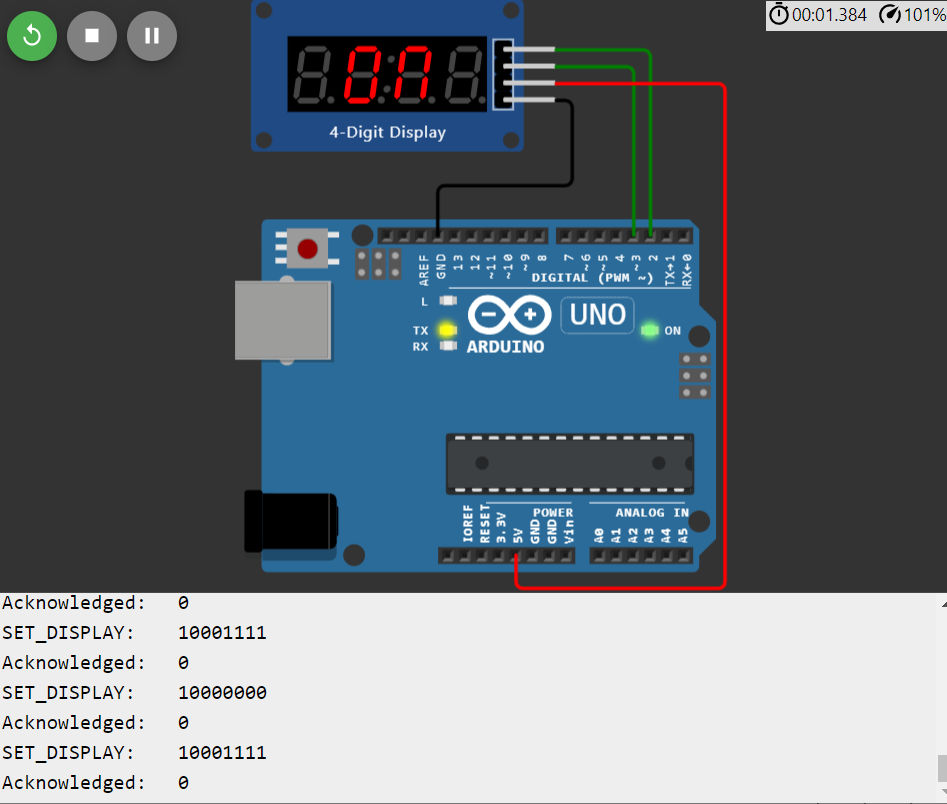 00:01.384 101%
07
4-Digit Display
AREF
GND
13
12
~11
~10
~9
8
7
~6
~5
4
~3
2
TX→1
RX←0
DIGITAL (PWM ~)
L
TX
RX
UNO
ARDUINO
ON
IOREF
RESET
3.3V
5V
GND
GND
Vin
POWER
ANALOG IN
A0
A1
A2
A3
A4
A5
Acknowledged: 0
SET_DISPLAY: 10001111
Acknowledged: 0
SET_DISPLAY: 10000000
Acknowledged: 0
SET_DISPLAY: 10001111
Acknowledged: 0